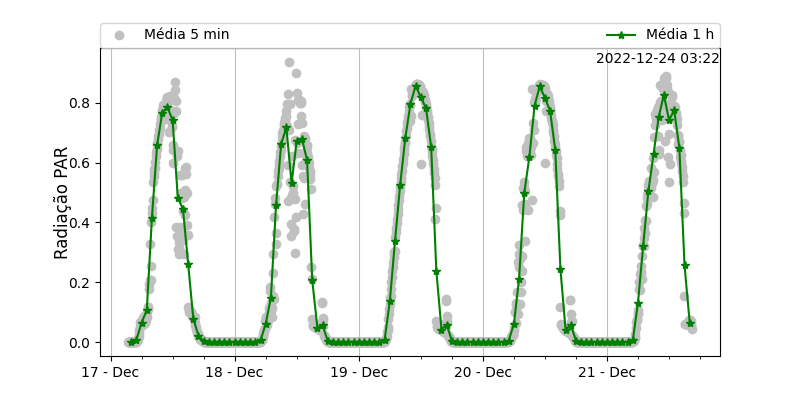 Média 5 min
Média 1 h
2022-12-24 03:22
Radiação PAR
0.8
0.6
0.4
0.2
0.0
17 - Dec
18 - Dec
19 - Dec
20 - Dec
21 - Dec